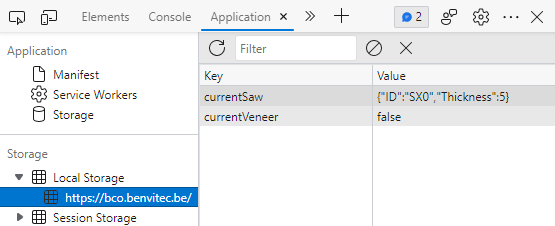 Elements Console Application 2
Application
Manifest
Service Workers
Storage
Storage
Local Storage
https://bco.benvitec.be/
Session Storage
Filter
Key Value
currentSaw {"ID":"SX0","Thickness":5}
currentVeneer false